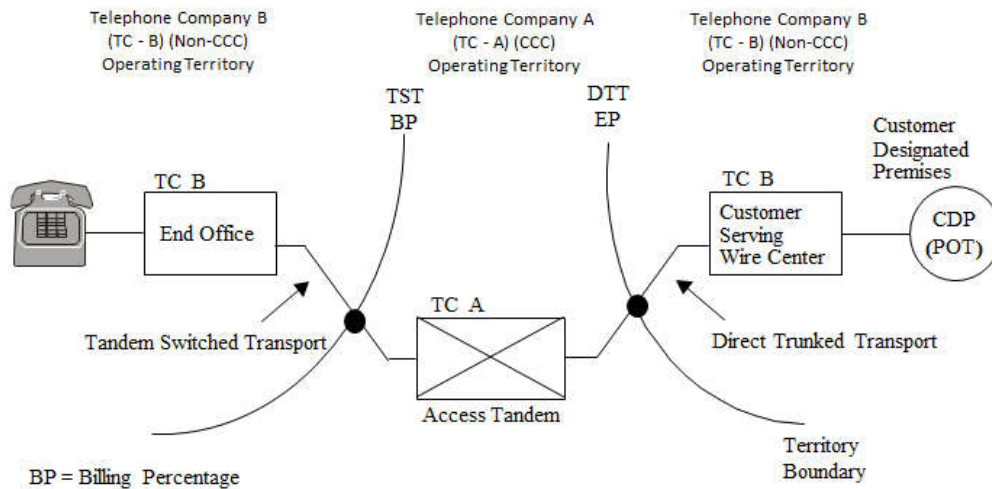 Telephone Company B
(TC - B) (Non-CCC)
Operating Territory
Telephone Company A
(TC - A) (CCC)
Operating Territory
Telephone Company B
(TC - B) (Non-CCC)
Operating Territory
TST
BP
DTT
EP
Customer
Designated
Premises
TC B
End Office
TC B
Customer
Serving
Wire Center
CDP
(POT)
TC A
Tandem Switched Transport
Direct Trunked Transport
Access Tandem
Territory
Boundary
BP = Billing Percentage